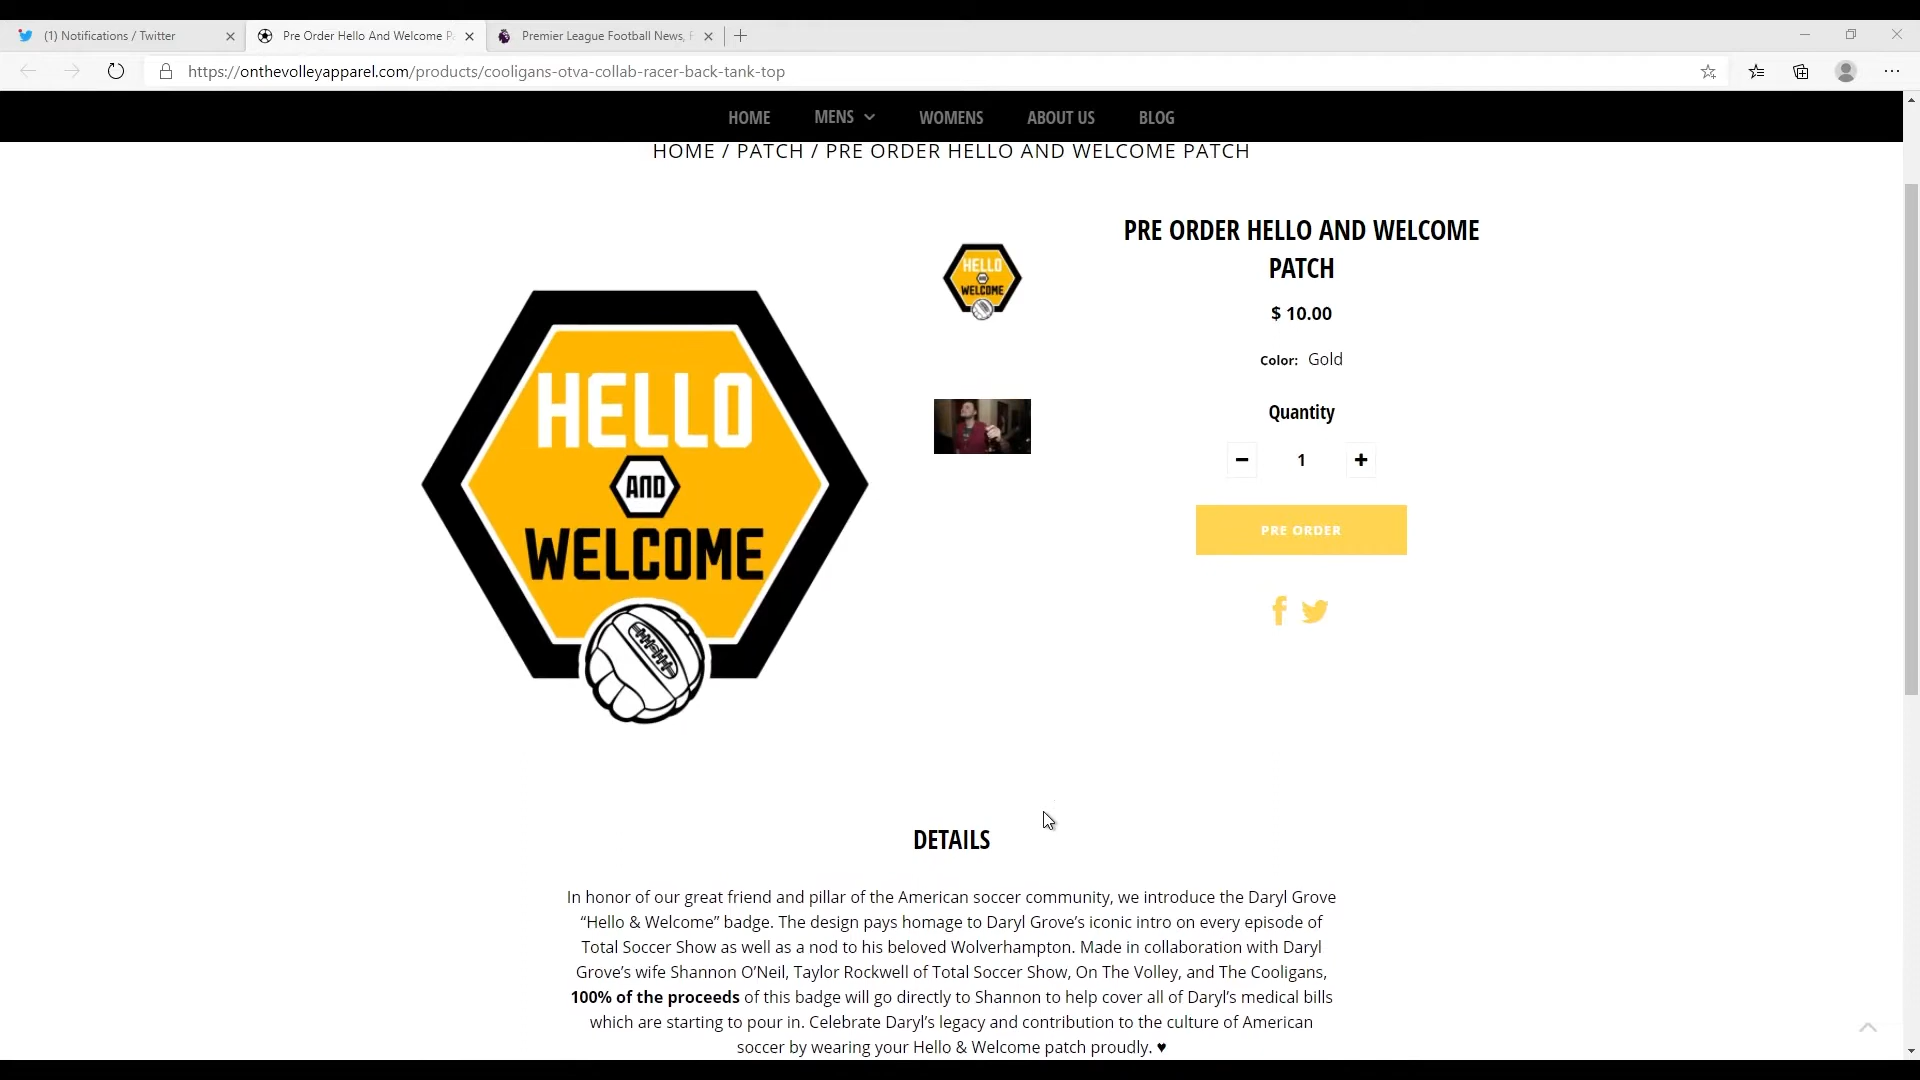 (1) Notifications / Twitter
Pre Order Hello And Welcome P
Premier League Football News, F
https://onthevolleyapparel.com/products/cooligans-otva-collab-racer-back-tank-top
HOME MENS WOMENS ABOUT US BLOG
HOME / PATCH / PRE ORDER HELLO AND WELCOME PATCH
HELLO
AND
WELCOME
HELLO
AND
WELCOME
PRE ORDER HELLO AND WELCOME
PATCH
$ 10.00
Color: Gold
Quantity
1
PRE ORDER
DETAILS
In honor of our great friend and pillar of the American soccer community, we introduce the Daryl Grove
“Hello & Welcome” badge. The design pays homage to Daryl Grove’s iconic intro on every episode of
Total Soccer Show as well as a nod to his beloved Wolverhampton. Made in collaboration with Daryl
Grove’s wife Shannon O’Neil, Taylor Rockwell of Total Soccer Show, On The Volley, and The Cooligans,
100% of the proceeds of this badge will go directly to Shannon to help cover all of Daryl’s medical bills
which are starting to pour in. Celebrate Daryl’s legacy and contribution to the culture of American
soccer by wearing your Hello & Welcome patch proudly. ♥